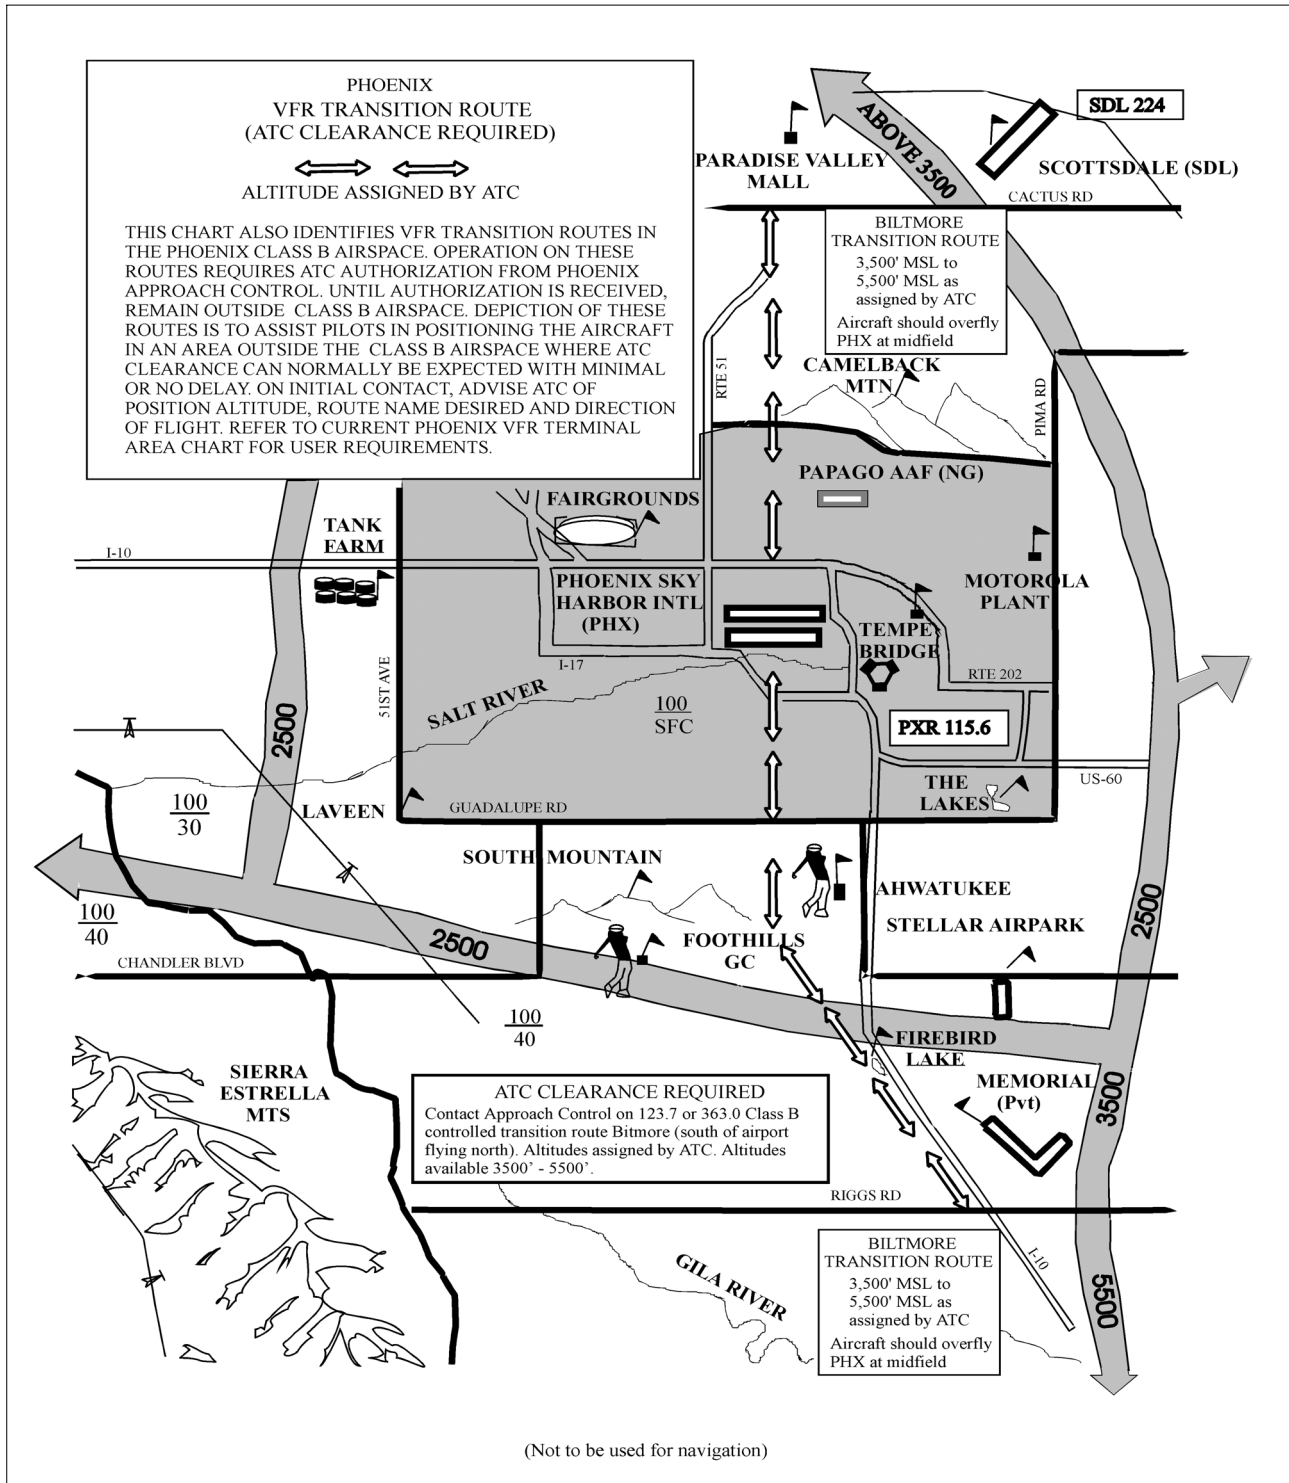 PHOENIX
VFR TRANSITION ROUTE
(ATC CLEARANCE REQUIRED)
ALTITUDE ASSIGNED BY ATC
THIS CHART ALSO IDENTIFIES VFR TRANSITION ROUTES IN
THE PHOENIX CLASS B AIRSPACE. OPERATION ON THESE
ROUTES REQUIRES ATC AUTHORIZATION FROM PHOENIX
APPROACH CONTROL. UNTIL AUTHORIZATION IS RECEIVED,
REMAIN OUTSIDE CLASS B AIRSPACE. DEPICTION OF THESE
ROUTES IS TO ASSIST PILOTS IN POSITIONING THE AIRCRAFT
IN AN AREA OUTSIDE THE CLASS B AIRSPACE WHERE ATC
CLEARANCE CAN NORMALLY BE EXPECTED WITH MINIMAL
OR NO DELAY. ON INITIAL CONTACT, ADVISE ATC OF
POSITION ALTITUDE, ROUTE NAME DESIRED AND DIRECTION
OF FLIGHT. REFER TO CURRENT PHOENIX VFR TERMINAL
AREA CHART FOR USER REQUIREMENTS.
ABOVE 3500
SDL 224
PARADISE VALLEY
MALL
SCOTTSDALE (SDL)
CACTUS RD
BILTMORE
TRANSITION ROUTE
3,500' MSL to
5,500' MSL as
assigned by ATC
Aircraft should overfly
PHX at midfield
RTE 51
CAMELBACK
MTN
PIMA RD
PAPAGO AAF (NG)
FAIRGROUNDS
TANK
FARM
I-10
PHOENIX SKY
HARBOR INTL
(PHX)
MOTOROLA
PLANT
TEMPE
BRIDGE
I-17
RTE 202
51ST AVE
SALT RIVER
100
SFC
PXR 115.6
2500
US-60
THE
LAKES
100
30
LAVEEN
GUADALUPE RD
SOUTH MOUNTAIN
AHWATUKEE
STELLAR AIRPARK
100
40
2500
2500
FOOTHILLS
GC
CHANDLER BLVD
100
40
FIREBIRD
LAKE
SIERRA
ESTRELLA
MTS
MEMORIAL
(Pvt)
3500
ATC CLEARANCE REQUIRED
Contact Approach Control on 123.7 or 363.0 Class B
controlled transition route Bitmore (south of airport
flying north). Altitudes assigned by ATC. Altitudes
available 3500’ - 5500’.
RIGGS RD
GILA RIVER
I-10
5500
BILTMORE
TRANSITION ROUTE
3,500' MSL to
5,500' MSL as
assigned by ATC
Aircraft should overfly
PHX at midfield
(Not to be used for navigation)